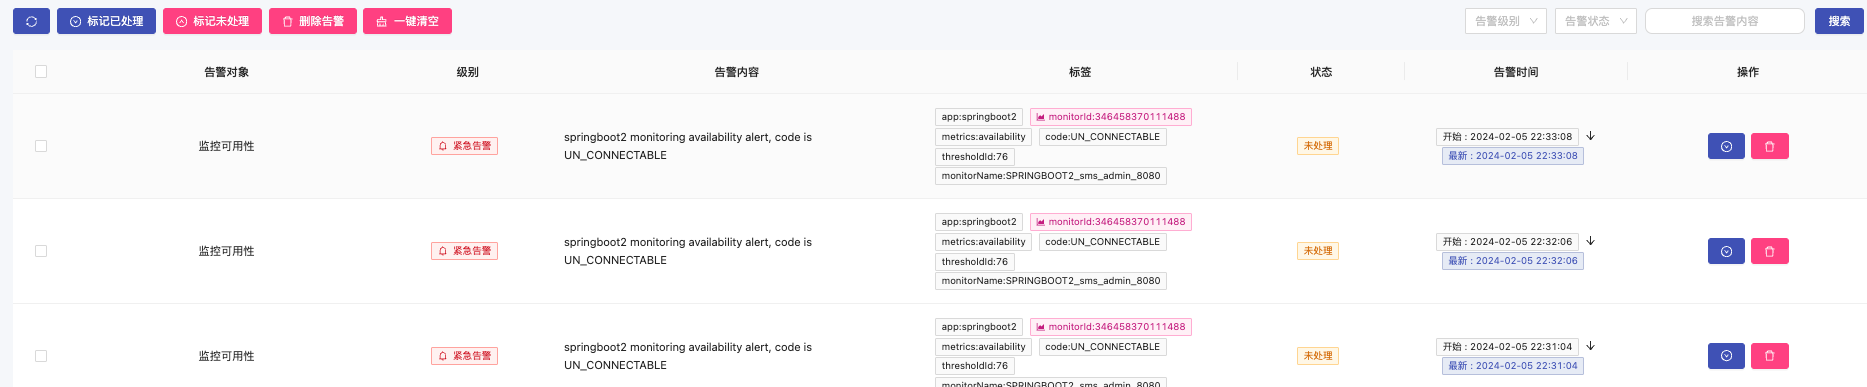 标记已处理 标记未处理 删除告警 一键清空 告警级别 告警状态 搜索告警内容 搜索
告警对象 级别 告警内容 标签 状态 告警时间 操作
监控可用性 紧急告警 springboot2 monitoring availability alert, code is
UN_CONNECTABLE
app:springboot2 monitorId:346458370111488
metrics:availability code:UN_CONNECTABLE
thresholdId:76
monitorName:SPRINGBOOT2_sms_admin_8080
未处理
开始 : 2024-02-05 22:33:08
最新 : 2024-02-05 22:33:08
监控可用性 紧急告警 springboot2 monitoring availability alert, code is
UN_CONNECTABLE
app:springboot2 monitorId:346458370111488
metrics:availability code:UN_CONNECTABLE
thresholdId:76
monitorName:SPRINGBOOT2_sms_admin_8080
未处理
开始 : 2024-02-05 22:32:06
最新 : 2024-02-05 22:32:06
监控可用性 紧急告警 springboot2 monitoring availability alert, code is
UN_CONNECTABLE
app:springboot2 monitorId:346458370111488
metrics:availability code:UN_CONNECTABLE
thresholdId:76
monitorName:SPRINGBOOT2_sms_admin_8080
未处理
开始 : 2024-02-05 22:31:04
最新 : 2024-02-05 22:31:04